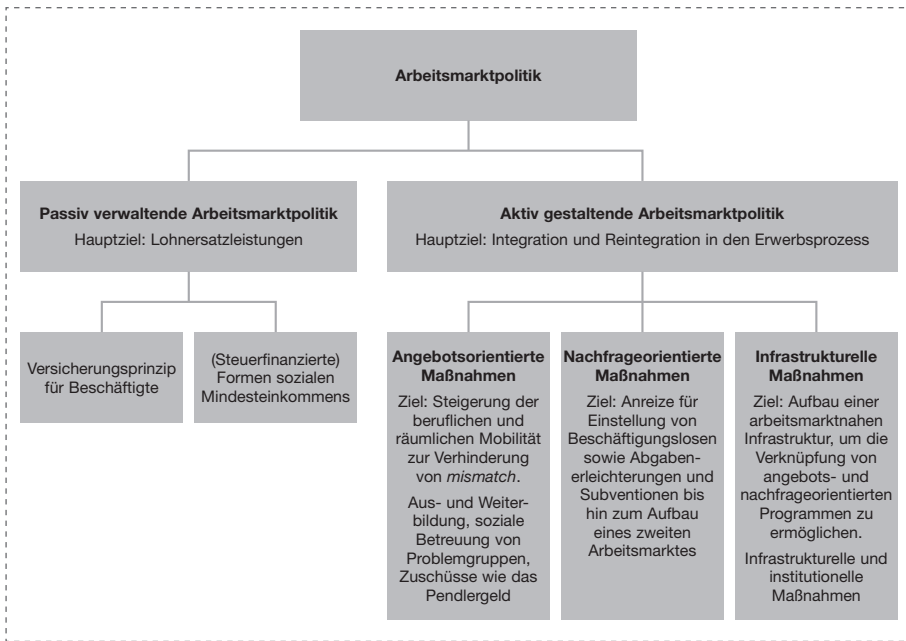 Arbeitsmarktpolitik
Passiv verwaltende Arbeitsmarktpolitik
Hauptziel: Lohnersatzleistungen
Aktiv gestaltende Arbeitsmarktpolitik
Hauptziel: Integration und Reintegration in den Erwerbsprozess
Versicherungsprinzip
für Beschäftigte
(Steuerfinanzierte)
Formen sozialen
Mindesteinkommens
Angebotsorientierte
Maßnahmen
Ziel: Steigerung der
beruflichen und
räumlichen Mobilität
zur Verhinderung
von mismatch.
Aus- und Weiter-
bildung, soziale
Betreuung von
Problemgruppen,
Zuschüsse wie das
Pendlergeld
Nachfrageorientierte
Maßnahmen
Ziel: Anreize für
Einstellung von
Beschäftigungslosen
sowie Abgaben-
erleichterungen und
Subventionen bis
hin zum Aufbau
eines zweiten
Arbeitsmarktes
Infrastrukturelle
Maßnahmen
Ziel: Aufbau einer
arbeitsmarktnahen
Infrastruktur, um die
Verknüpfung von
angebots- und
nachfrageorientierten
Programmen zu
ermöglichen.
Infrastrukturelle und
institutionelle
Maßnahmen